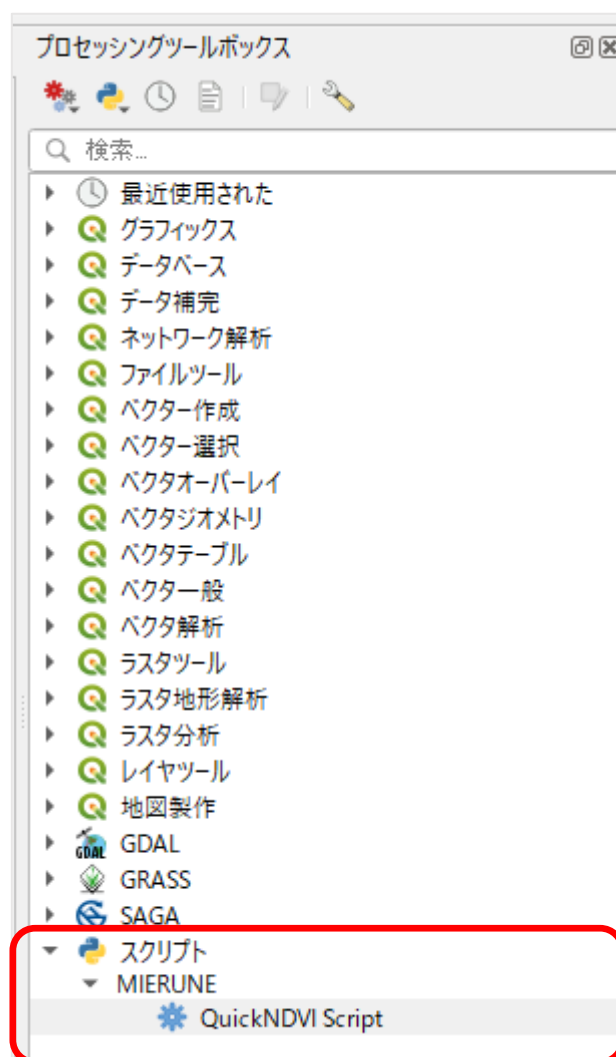 プロセッシングツールボックス
検索...
最近使用された
グラフィックス
データベース
データ補完
ネットワーク解析
ファイルツール
ベクター作成
ベクター選択
ベクタオーバーレイ
ベクタジオメトリ
ベクタテーブル
ベクタ一般
ベクタ解析
ラスタツール
ラスタ地形解析
ラスタ分析
レイヤツール
地図製作
GDAL GDAL
GRASS
SAGA
スクリプト
MIERUNE
QuickNDVI Script